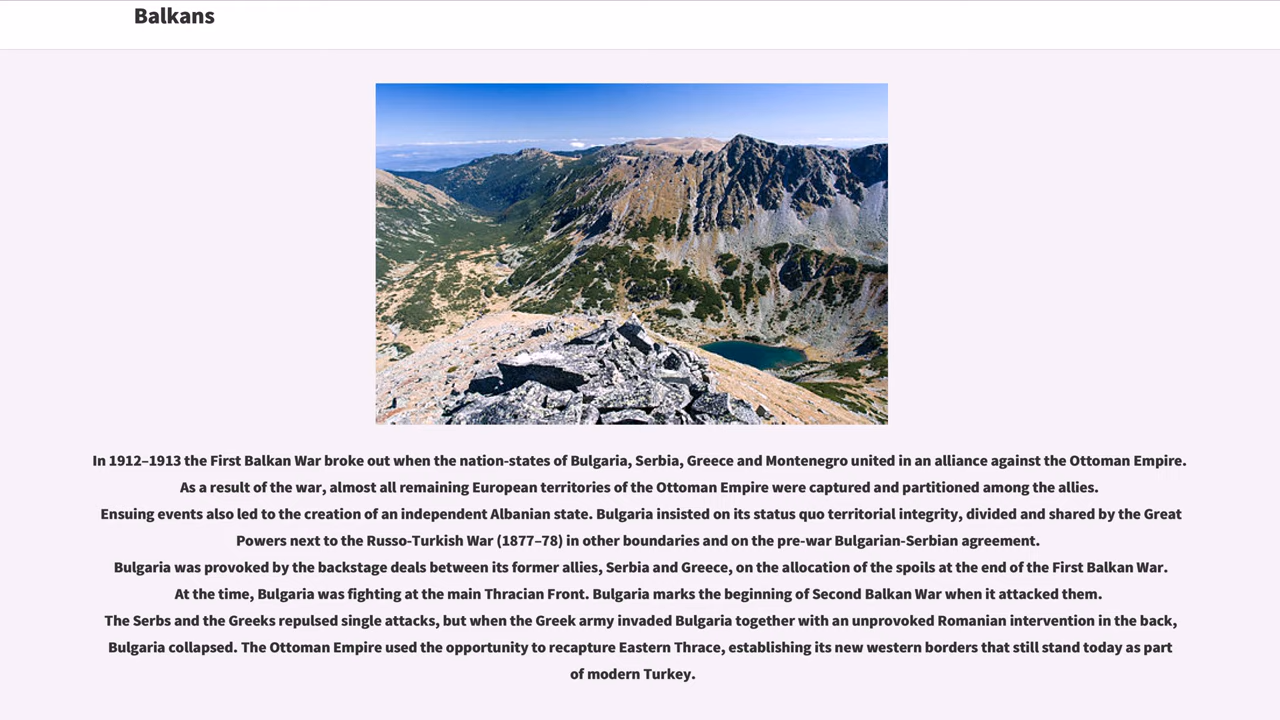 Balkans
In 1912–1913 the First Balkan War broke out when the nation-states of Bulgaria, Serbia, Greece and Montenegro united in an alliance against the Ottoman Empire.
As a result of the war, almost all remaining European territories of the Ottoman Empire were captured and partitioned among the allies.
Ensuing events also led to the creation of an independent Albanian state. Bulgaria insisted on its status quo territorial integrity, divided and shared by the Great
Powers next to the Russo-Turkish War (1877–78) in other boundaries and on the pre-war Bulgarian-Serbian agreement.
Bulgaria was provoked by the backstage deals between its former allies, Serbia and Greece, on the allocation of the spoils at the end of the First Balkan War.
At the time, Bulgaria was fighting at the main Thracian Front. Bulgaria marks the beginning of Second Balkan War when it attacked them.
The Serbs and the Greeks repulsed single attacks, but when the Greek army invaded Bulgaria together with an unprovoked Romanian intervention in the back,
Bulgaria collapsed. The Ottoman Empire used the opportunity to recapture Eastern Thrace, establishing its new western borders that still stand today as part
of modern Turkey.